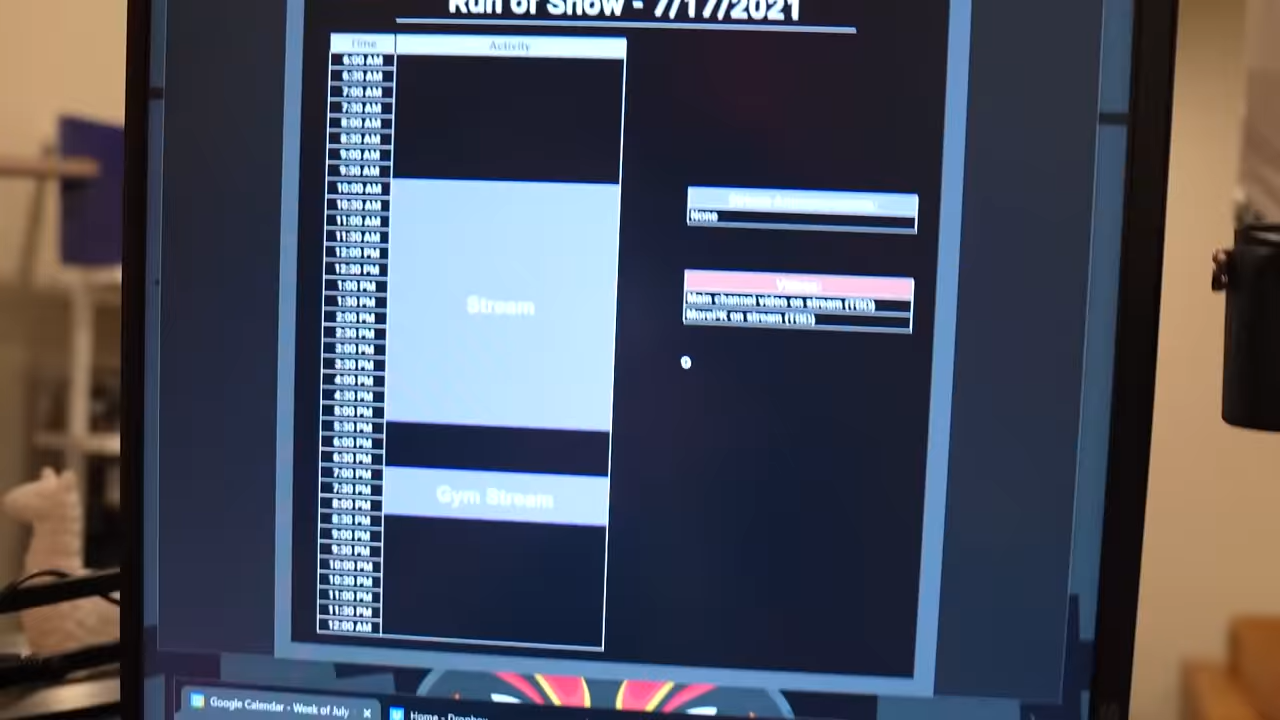 Run of Show - 7/17/2021
Time Activity
6:00 AM
6:30 AM
7:00 AM
7:30 AM
8:00 AM
8:30 AM
9:00 AM
9:30 AM
10:00 AM
10:30 AM
11:00 AM
11:30 AM
12:00 PM
12:30 PM
1:00 PM
1:30 PM
2:00 PM
2:30 PM
3:00 PM
3:30 PM
4:00 PM
4:30 PM
5:00 PM
5:30 PM
6:00 PM
6:30 PM
7:00 PM
7:30 PM
8:00 PM
8:30 PM
9:00 PM
9:30 PM
10:00 PM
10:30 PM
11:00 PM
11:30 PM
12:00 AM
Stream
Gym Stream
None
Videos
Main channel video on stream (TBD)
MorePK on stream (TBD)
0
Google Calendar - Week of July
Home - Dropbox